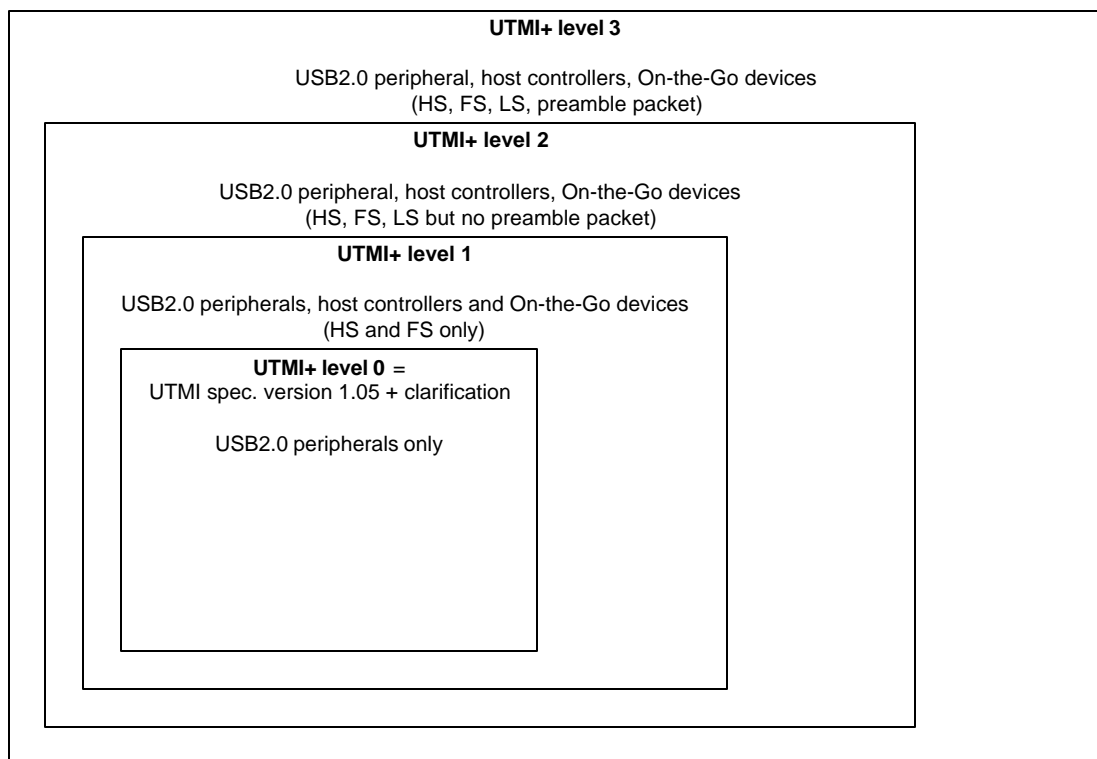 UTMI+ level 3
USB2.0 peripheral, host controllers, On-the-Go devices
(HS, FS, LS, preamble packet)
UTMI+ level 2
USB2.0 peripheral, host controllers, On-the-Go devices
(HS, FS, LS but no preamble packet)
UTMI+ level 1
USB2.0 peripherals, host controllers and On-the-Go devices
(HS and FS only)
UTMI+ level 0 =
UTMI spec. version 1.05 + clarification
USB2.0 peripherals only